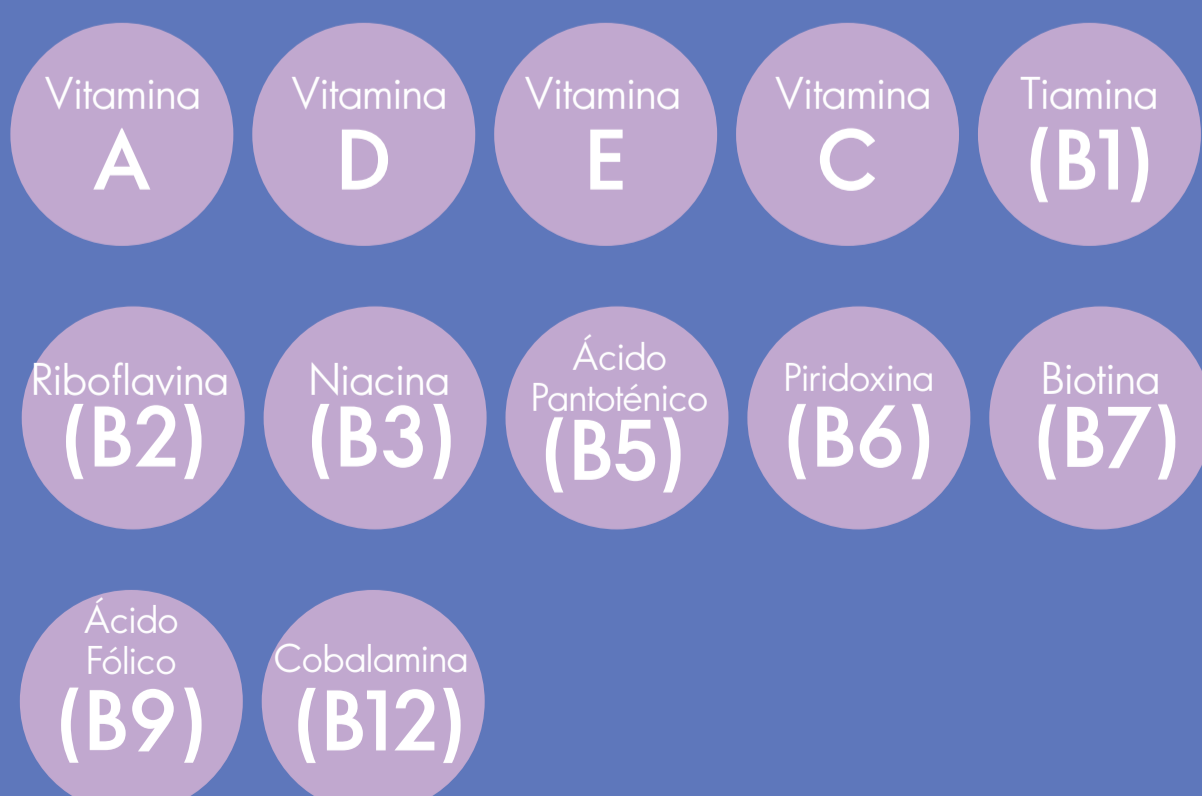 Vitamina
A
Vitamina
D
Vitamina
E
Vitamina
C
Tiamina
(B1)
Riboflavina
(B2)
Niacina
(B3)
Ácido
Pantoténico
(B5)
Piridoxina
(B6)
Biotina
(B7)
Ácido
Fólico
(B9)
Cobalamina
(B12)